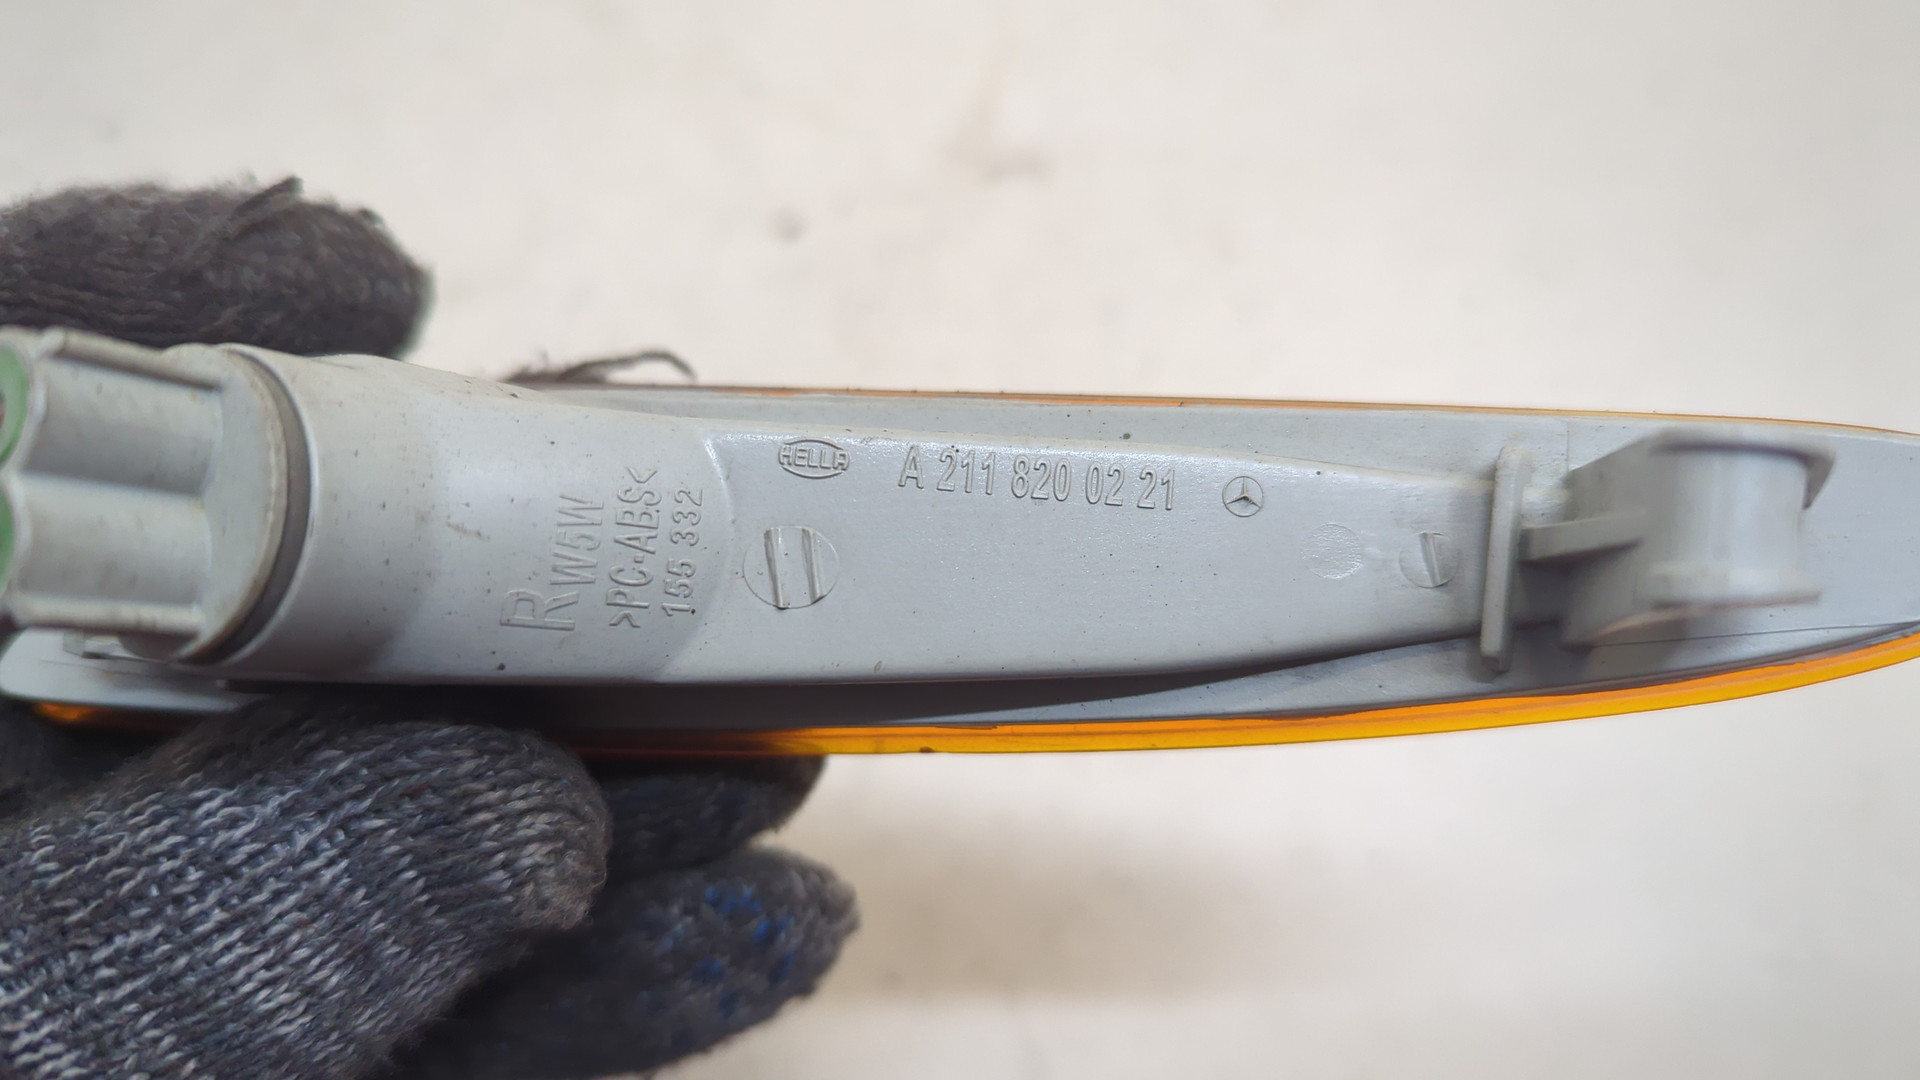 HELLA
A 211 820 02 21
R W5W
>PC-ABS<
155 332